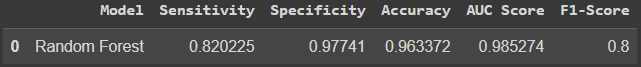 Model Sensitivity Specificity Accuracy AUC Score F1-Score
0 Random Forest 0.820225 0.97741 0.963372 0.985274 0.8